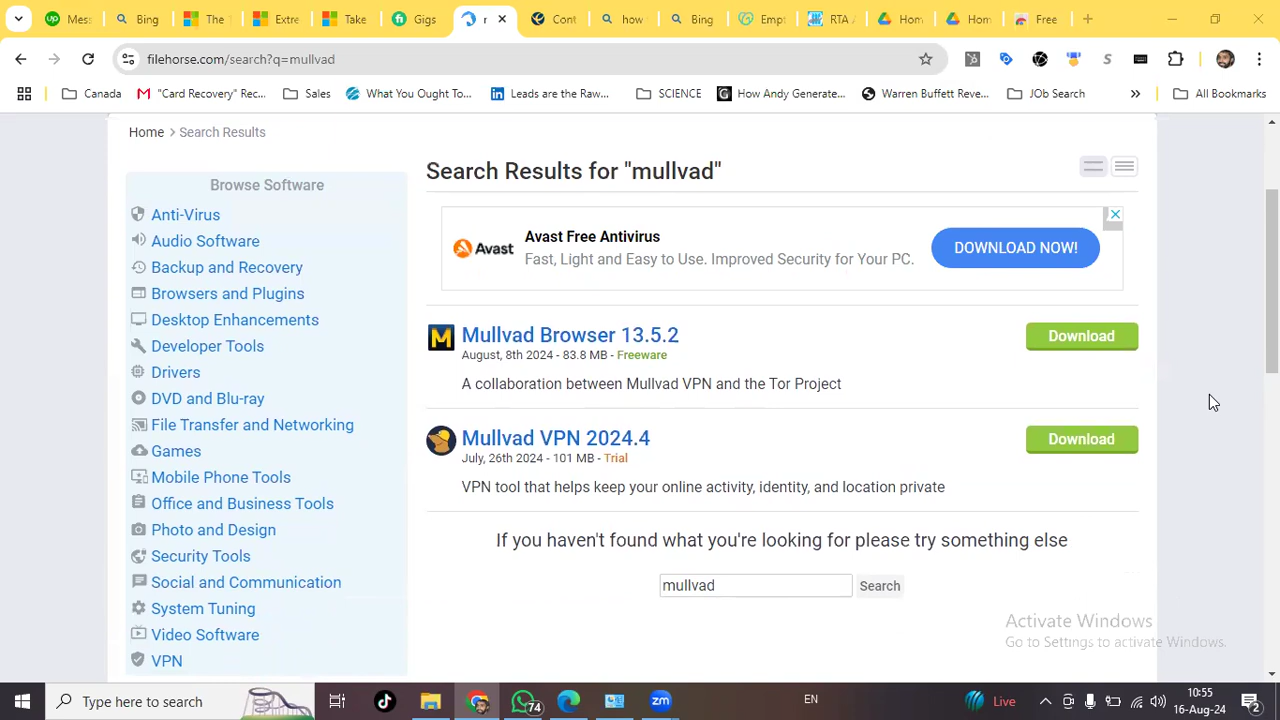 Mess
Bing
The T
Extre
Take
Gigs
r
Cont
how
Bing
Empt
RTA A
Hom
Hom
Free
filehorse.com/search?q=mullvad
Canada
"Card Recovery" Rec...
Sales
What You Ought To...
Leads are the Raw...
SCIENCE
How Andy Generate...
Warren Buffett Reve...
JOb Search
All Bookmarks
Home > Search Results
Browse Software
Anti-Virus
Audio Software
Backup and Recovery
Browsers and Plugins
Desktop Enhancements
Developer Tools
Drivers
DVD and Blu-ray
File Transfer and Networking
Games
Mobile Phone Tools
Office and Business Tools
Photo and Design
Security Tools
Social and Communication
System Tuning
Video Software
VPN
Search Results for "mullvad"
Avast
Avast Free Antivirus
Fast, Light and Easy to Use. Improved Security for Your PC.
DOWNLOAD NOW!
Mullvad Browser 13.5.2
August, 8th 2024 - 83.8 MB - Freeware
A collaboration between Mullvad VPN and the Tor Project
Download
Mullvad VPN 2024.4
July, 26th 2024 - 101 MB - Trial
VPN tool that helps keep your online activity, identity, and location private
Download
If you haven't found what you're looking for please try something else
mullvad
Search
Activate Windows
Go to Settings to activate Windows.
Type here to search
74
zm
EN
Live
10:55
16-Aug-24
2